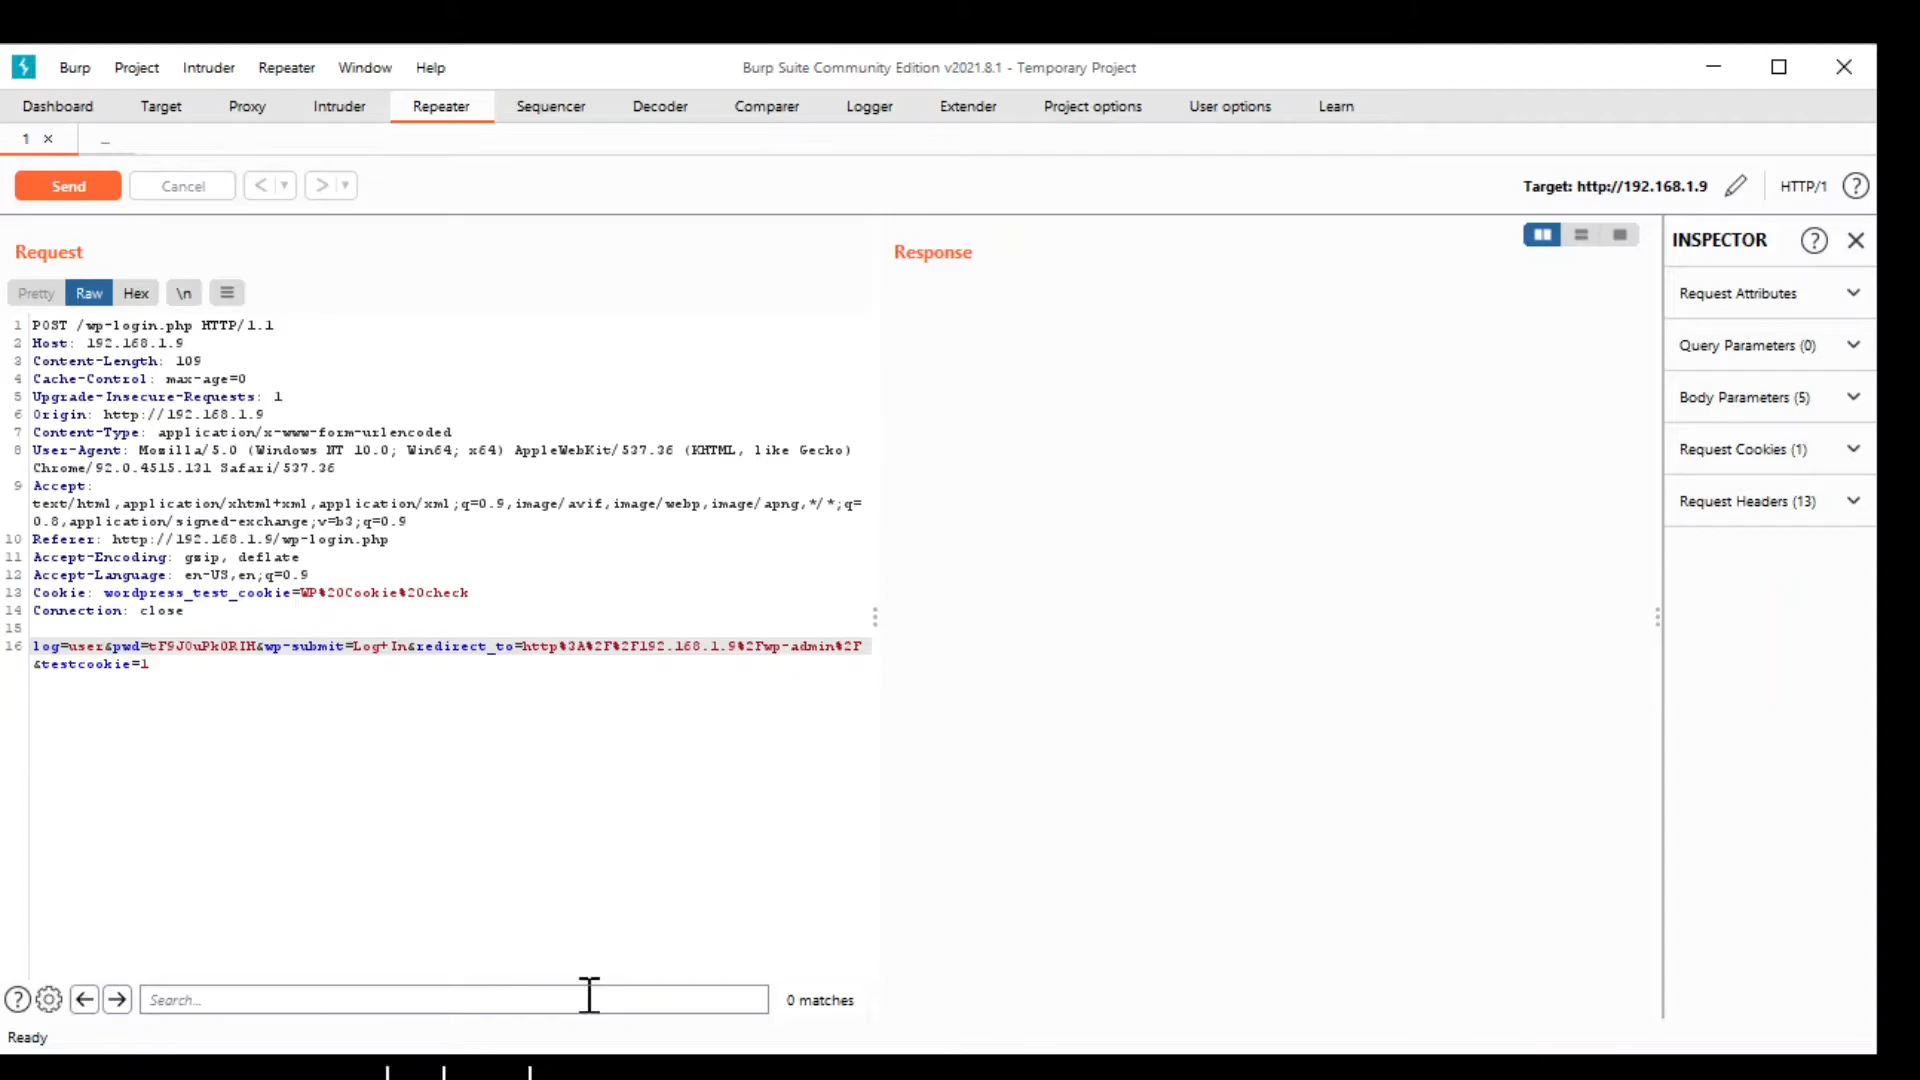 Burp Project Intruder Repeater Window Help Burp Suite Community Edition v2021.8.1 - Temporary Project
Dashboard Target Proxy Intruder Repeater Sequencer Decoder Comparer Logger Extender Project options User options Learn
1 × ...
Send Cancel < > Target: http://192.168.1.9 HTTP/1 ?
Request
Response
INSPECTOR ?
Pretty Raw Hex \n
Request Attributes
Query Parameters (0)
Body Parameters (5)
Request Cookies (1)
Request Headers (13)
1 POST /wp-login.php HTTP/1.1
2 Host: 192.168.1.9
3 Content-Length: 109
4 Cache-Control: max-age=0
5 Upgrade-Insecure-Requests: 1
6 Origin: http://192.168.1.9
7 Content-Type: application/x-www-form-urlencoded
8 User-Agent: Mozilla/5.0 (Windows NT 10.0; Win64; x64) AppleWebKit/537.36 (KHTML, like Gecko)
Chrome/92.0.4515.131 Safari/537.36
9 Accept:
text/html,application/xhtml+xml,application/xml;q=0.9,image/avif,image/webp,image/apng,*/*;q=
0.8,application/signed-exchange;v=b3;q=0.9
10 Referer: http://192.168.1.9/wp-login.php
11 Accept-Encoding: gzip, deflate
12 Accept-Language: en-US,en;q=0.9
13 Cookie: wordpress_test_cookie=WP%20Cookie%20check
14 Connection: close
15
16 log=user&pwd=tF9J0uPk0RIH&wp-submit=Log+In&redirect_to=http%3A%2F%2F192.168.1.9%2Fwp-admin%2F
&testcookie=1
? Search... 0 matches
Ready